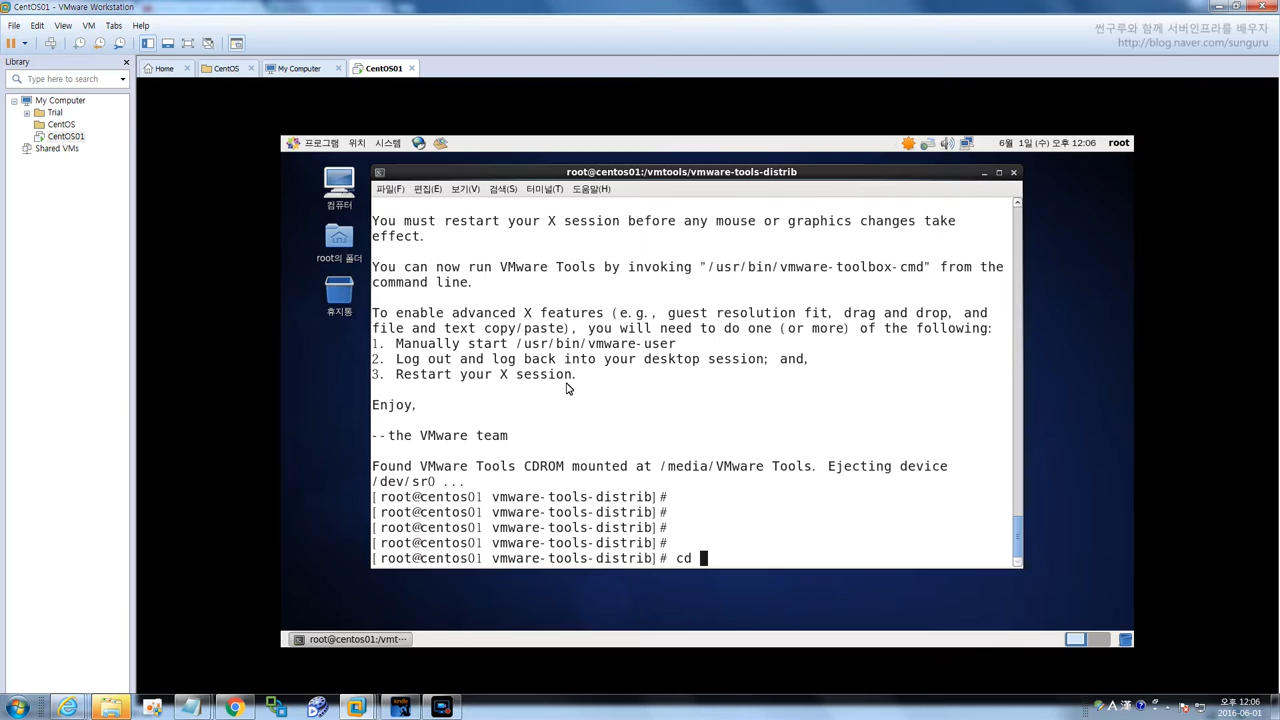 CentOS01 - VMware Workstation
File Edit View VM Tabs Help
썬구루와 함께 서버인프라를 배우자
http://blog.naver.com/sunguru
Library
Type here to search
My Computer
Trial
CentOS
CentOS01
Shared VMs
Home CentOS My Computer CentOS01
프로그램 위치 시스템 6월 1일 (수) 오후 12:06 root
컴퓨터
root의 폴더
휴지통
root@centos01:/vmtools/vmware-tools-distrib
파일(F) 편집(E) 보기(V) 검색(S) 터미널(T) 도움말(H)
You must restart your X session before any mouse or graphics changes take
effect.
You can now run VMware Tools by invoking "/usr/bin/vmware-toolbox-cmd" from the
command line.
To enable advanced X features (e.g., guest resolution fit, drag and drop, and
file and text copy/paste), you will need to do one (or more) of the following:
1. Manually start /usr/bin/vmware-user
2. Log out and log back into your desktop session; and,
3. Restart your X session.
Enjoy,
--the VMware team
Found VMware Tools CDROM mounted at /media/VMware Tools. Ejecting device
/dev/sr0 ...
[root@centos01 vmware-tools-distrib]#
[root@centos01 vmware-tools-distrib]#
[root@centos01 vmware-tools-distrib]#
[root@centos01 vmware-tools-distrib]#
[root@centos01 vmware-tools-distrib]# cd
root@centos01:/vmt...
kindle
A 漢
오후 12:06
2016-06-01